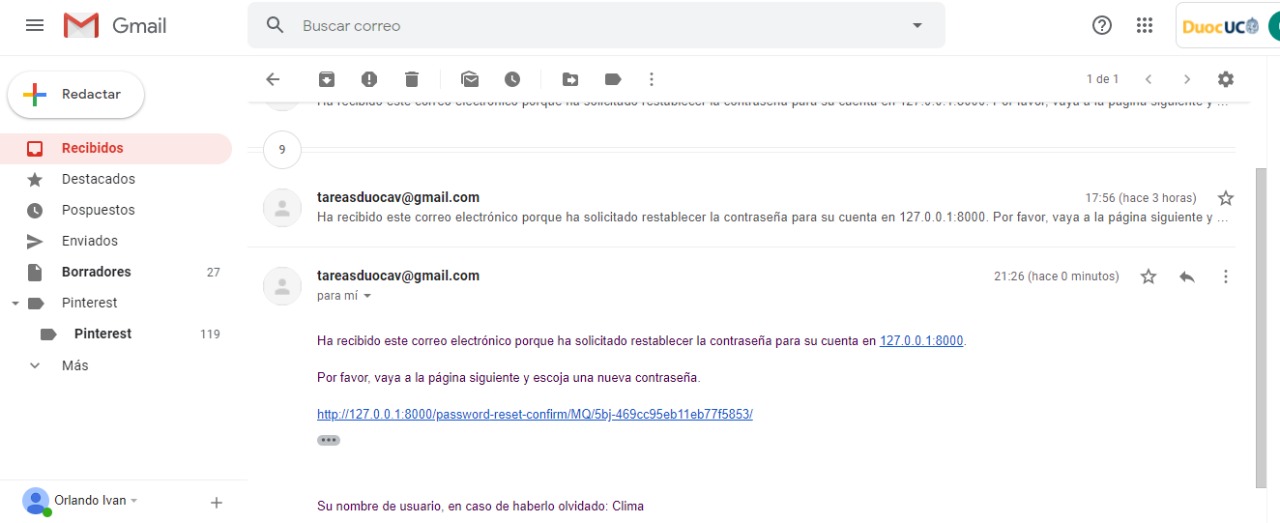 Gmail
Buscar correo
DuocUC
Redactar
1 de 1
Recibidos
Destacados
Pospuestos
Enviados
Borradores 27
Pinterest
Pinterest 119
Más
Orlando Ivan
Ha recibido este correo electrónico porque ha solicitado restablecer la contraseña para su cuenta en 127.0.0.1:8000. Por favor, vaya a la página siguiente y ...
9
tareasduocav@gmail.com 17:56 (hace 3 horas)
Ha recibido este correo electrónico porque ha solicitado restablecer la contraseña para su cuenta en 127.0.0.1:8000. Por favor, vaya a la página siguiente y ...
tareasduocav@gmail.com 21:26 (hace 0 minutos)
para mí
Ha recibido este correo electrónico porque ha solicitado restablecer la contraseña para su cuenta en 127.0.0.1:8000.
Por favor, vaya a la página siguiente y escoja una nueva contraseña.
http://127.0.0.1:8000/password-reset-confirm/MQ/5bj-469cc95eb11eb77f5853/
Su nombre de usuario, en caso de haberlo olvidado: Clima